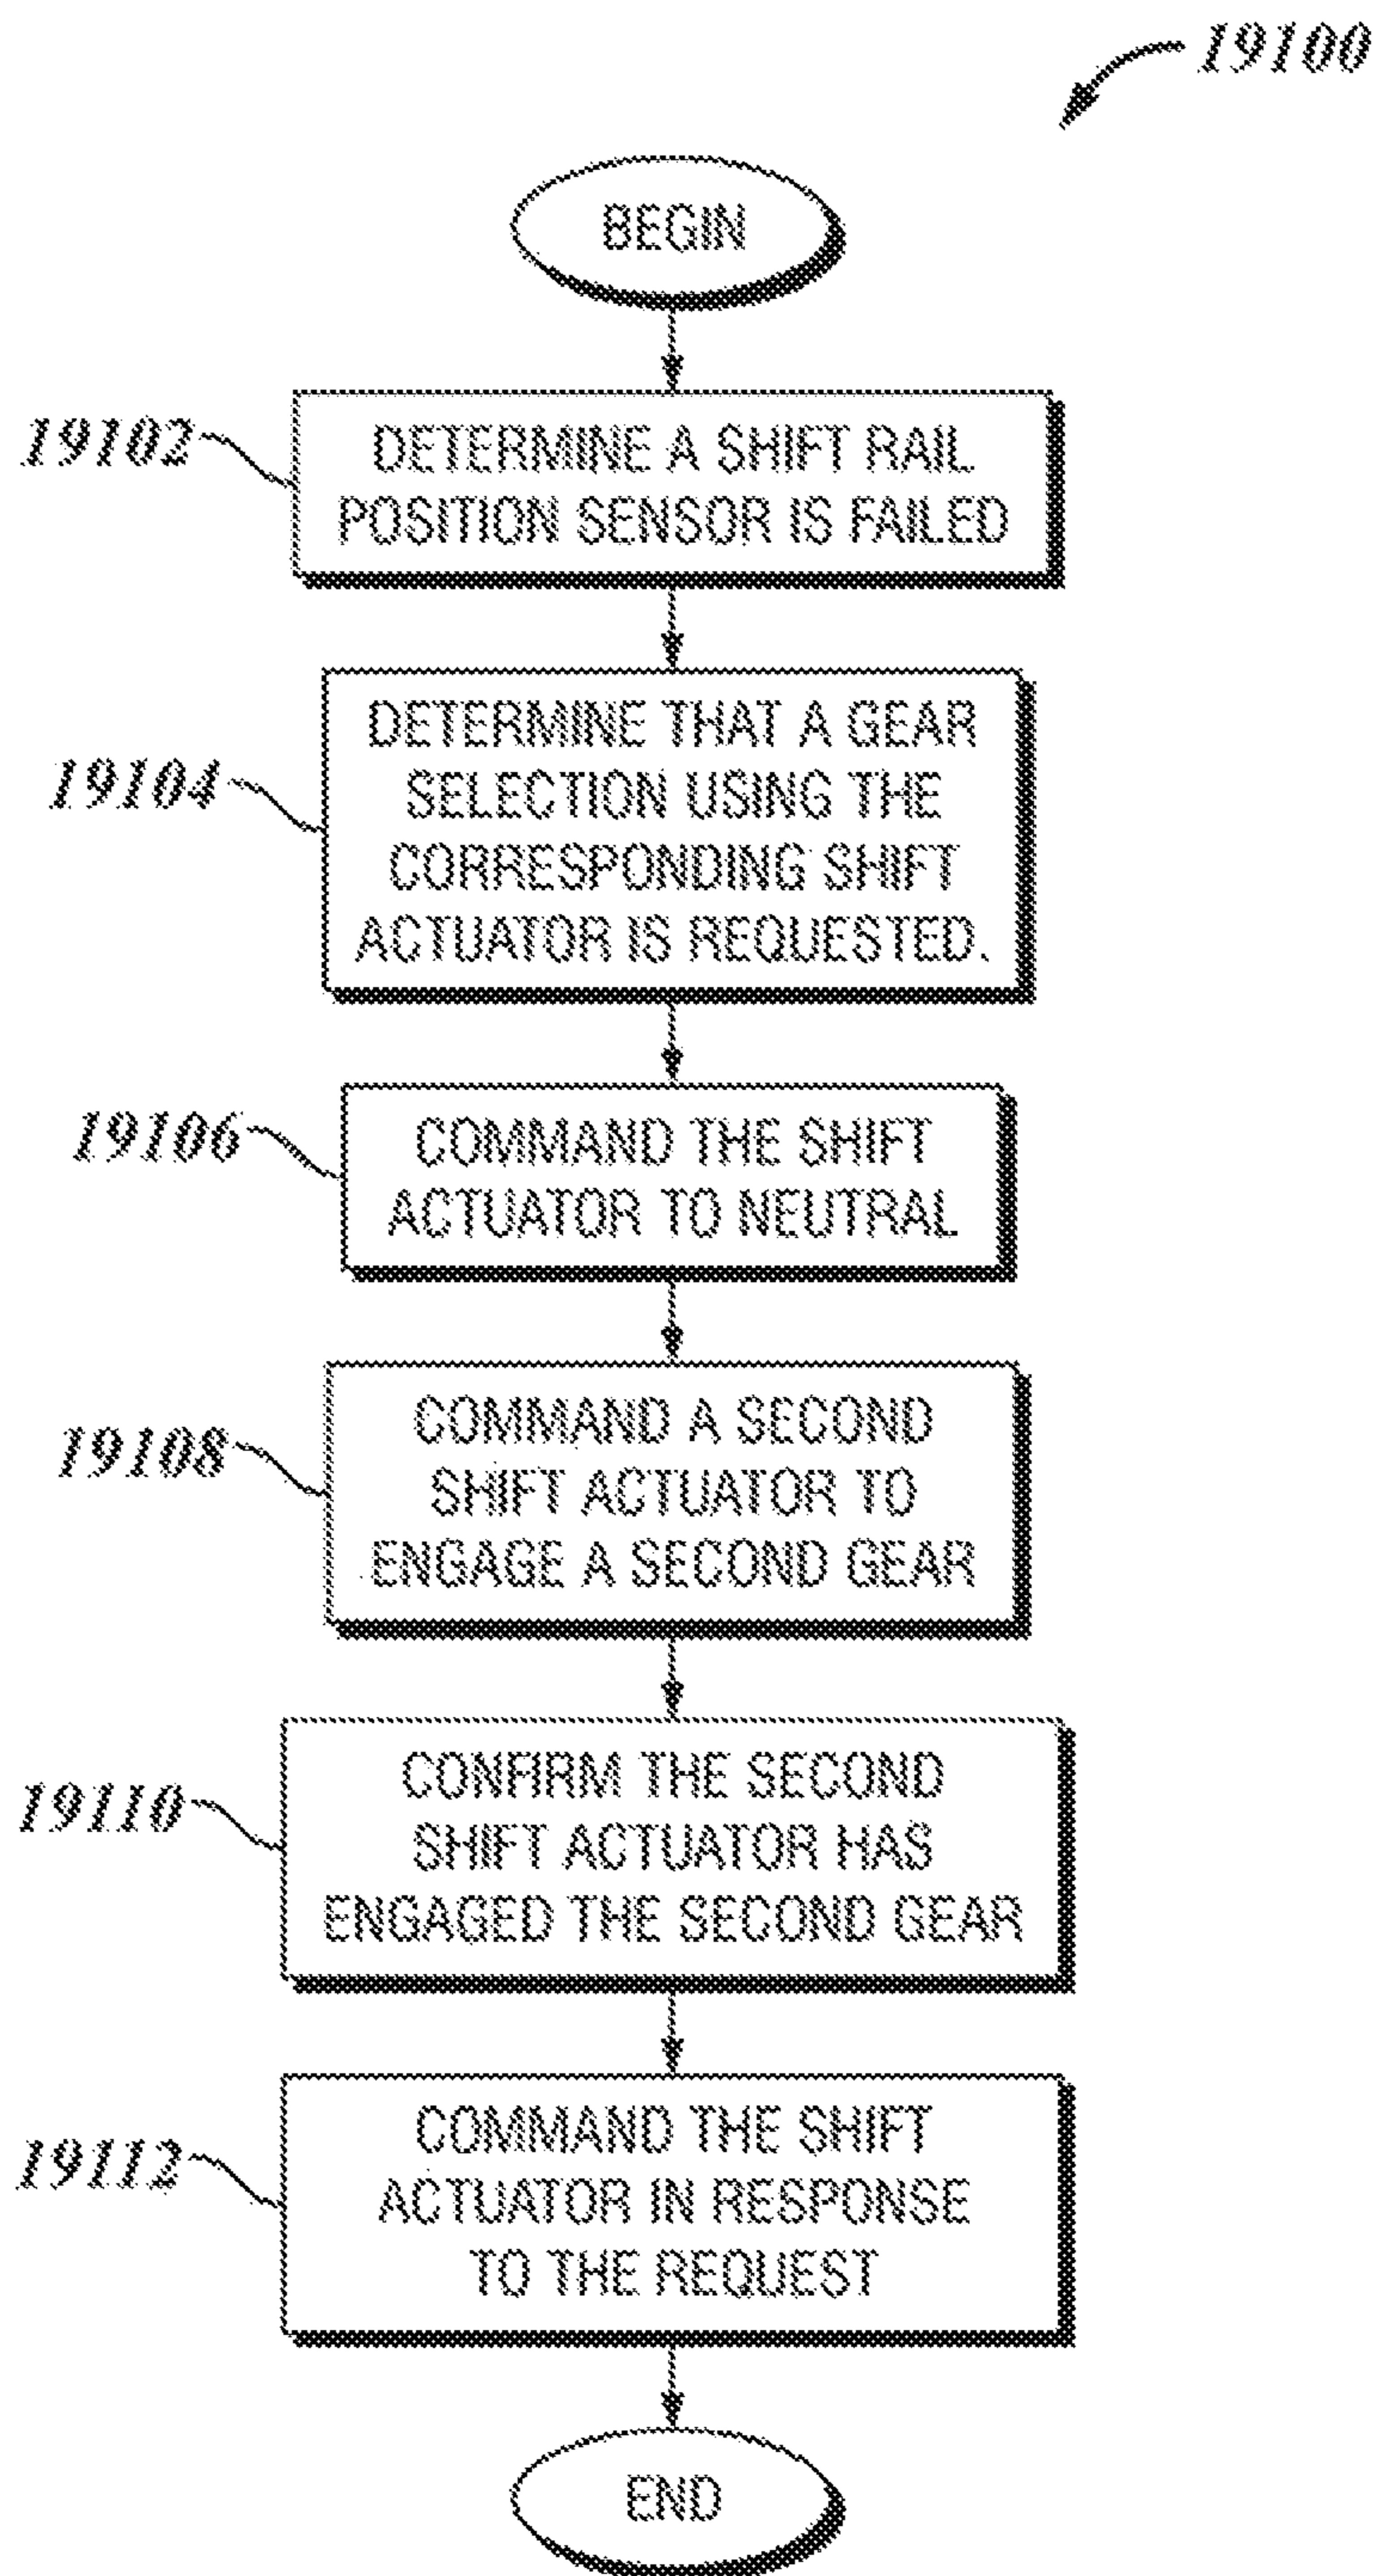 19100
BEGIN
19102
DETERMINE A SHIFT RAIL
POSITION SENSOR IS FAILED
19104
DETERMINE THAT A GEAR
SELECTION USING THE
CORRESPONDING SHIFT
ACTUATOR IS REQUESTED.
19106
COMMAND THE SHIFT
ACTUATOR TO NEUTRAL
19108
COMMAND A SECOND
SHIFT ACTUATOR TO
ENGAGE A SECOND GEAR
19110
CONFIRM THE SECOND
SHIFT ACTUATOR HAS
ENGAGED THE SECOND GEAR
19112
COMMAND THE SHIFT
ACTUATOR IN RESPONSE
TO THE REQUEST
END